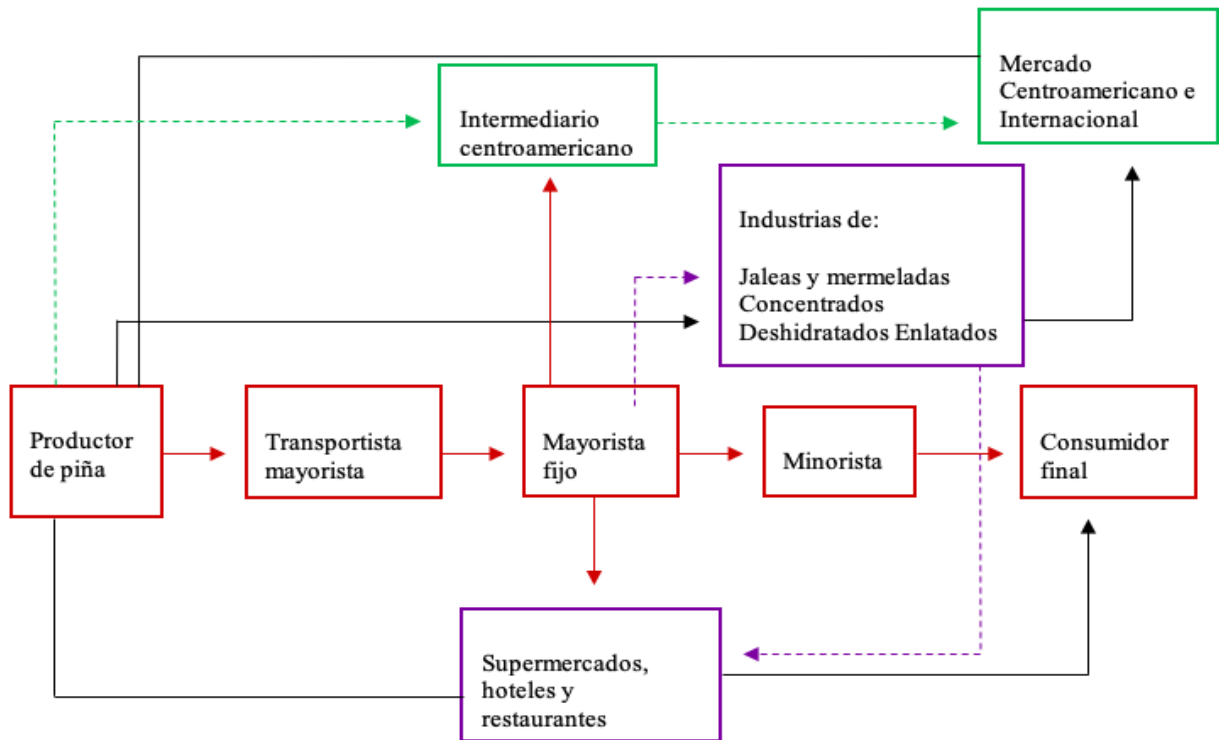 Mercado
Centroamericano e
Internacional
Intermediario
centroamericano
Industrias de:
Jaleas y mermeladas
Concentrados
Deshidratados Enlatados
Productor
de piña
Transportista
mayorista
Mayorista
fijo
Minorista
Consumidor
final
Supermercados,
hoteles y
restaurantes